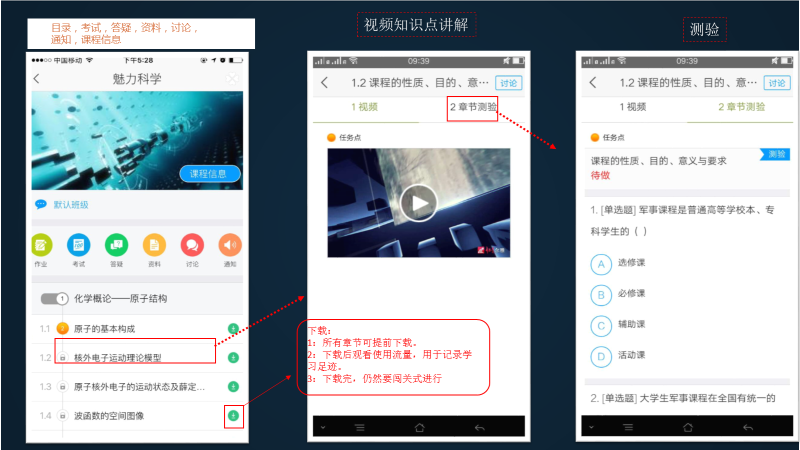 目录，考试，答疑，资料，讨论，
通知，课程信息
中国移动
下午5:28
魅力科学
课程信息
默认班级
作业
考试
答疑
资料
讨论
通知
1
化学概论——原子结构
1.1
原子的基本构成
1.2
核外电子运动理论模型
1.3
原子核外电子的运动状态及薛定...
1.4
波函数的空间图像
视频知识点讲解
09:39
1.2 课程的性质、目的、意…
讨论
1 视频
2 章节测验
任务点
下载：
1：所有章节可提前下载。
2：下载后观看使用流量，用于记录学
习足迹。
3：下载完，仍然要闯关式进行
测验
09:39
1.2 课程的性质、目的、意…
讨论
1 视频
2 章节测验
任务点
课程的性质、目的、意义与要求
测验
待做
1. [单选题] 军事课程是普通高等学校本、专
科学生的（ ）
A 选修课
B 必修课
C 辅助课
D 活动课
2. [单选题] 大学生军事课程在全国有统一的